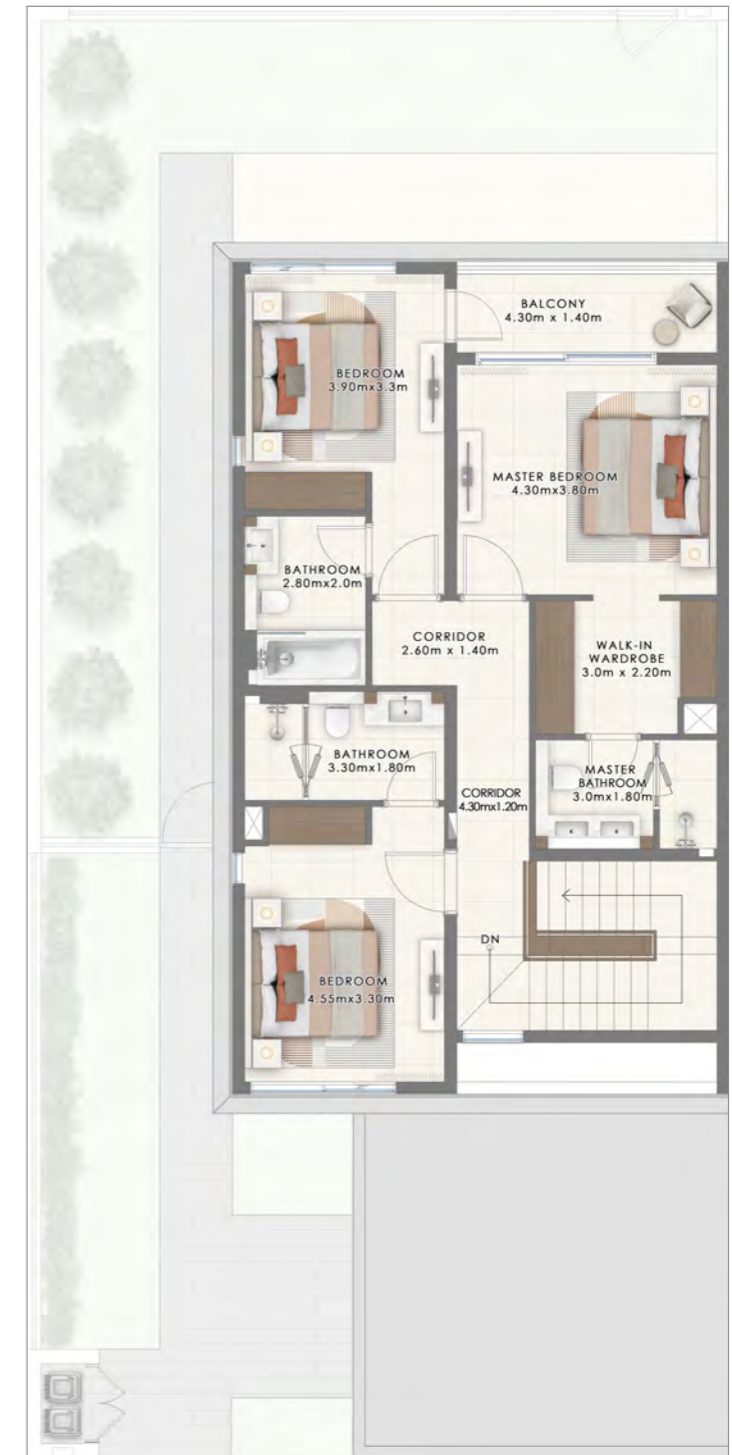 BALCONY
4.30m x 1.40m
BEDROOM
3.90mx3.3m
MASTER BEDROOM
4.30mx3.80m
BATHROOM
2.80mx2.0m
CORRIDOR
2.60m x 1.40m
WALK-IN
WARDROBE
3.0m x 2.20m
BATHROOM
3.30mx1.80m
MASTER
BATHROOM
3.0mx1.80m
CORRIDOR
4.30mx1.20m
DN
BEDROOM
4.55mx3.30m